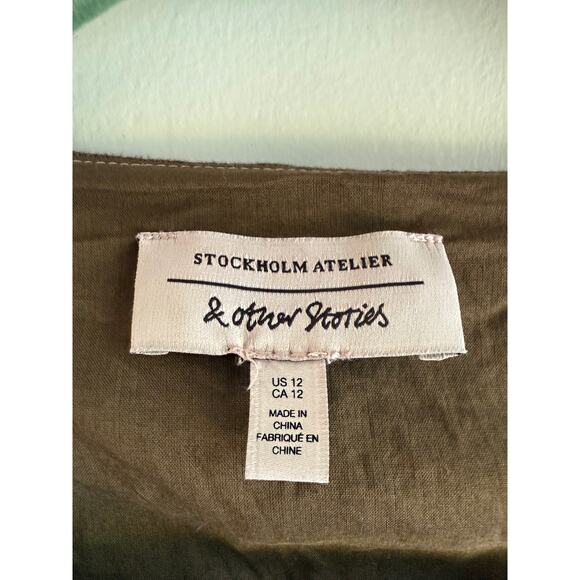 STOCKHOLM ATELIER
& other Stories
US 12
CA 12
MADE IN
CHINA
FABRIQUÉ EN
CHINE